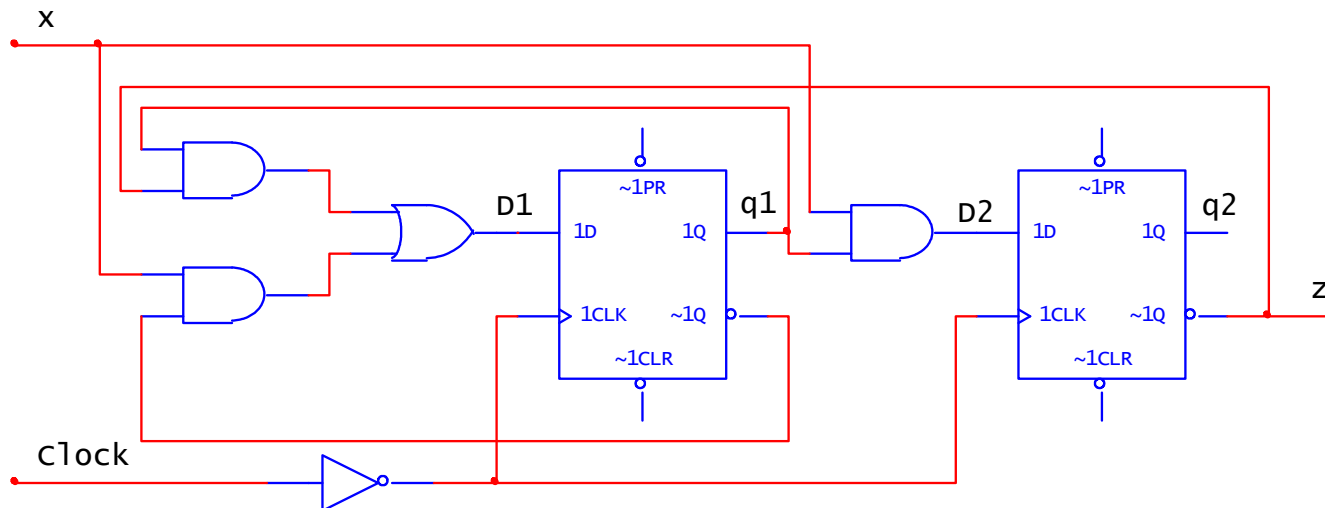 x
D1
q1
D2
q2
z
~1PR
1D
1Q
1CLK
~1Q
~1CLR
~1PR
1D
1Q
1CLK
~1Q
~1CLR
Clock